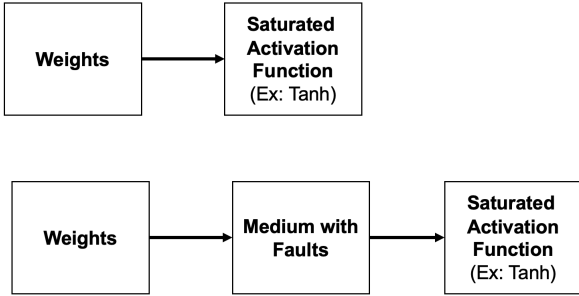 Weights
Saturated
Activation
Function
(Ex: Tanh)
Weights
Medium with
Faults
Saturated
Activation
Function
(Ex: Tanh)